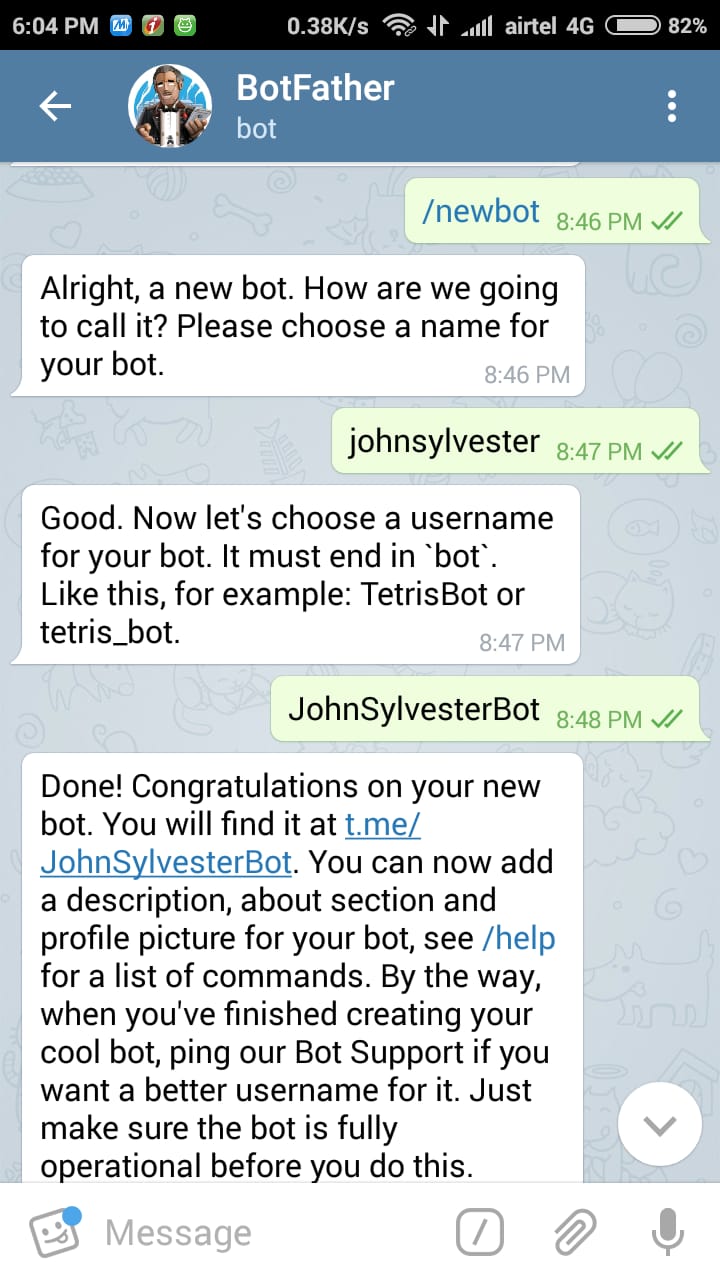 6:04 PM 0.38K/s airtel 4G 82%
BotFather
bot
/newbot 8:46 PM
Alright, a new bot. How are we going
to call it? Please choose a name for
your bot. 8:46 PM
johnsylvester 8:47 PM
Good. Now let's choose a username
for your bot. It must end in `bot`.
Like this, for example: TetrisBot or
tetris_bot. 8:47 PM
JohnSylvesterBot 8:48 PM
Done! Congratulations on your new
bot. You will find it at t.me/
JohnSylvesterBot. You can now add
a description, about section and
profile picture for your bot, see /help
for a list of commands. By the way,
when you've finished creating your
cool bot, ping our Bot Support if you
want a better username for it. Just
make sure the bot is fully
operational before you do this.
Message